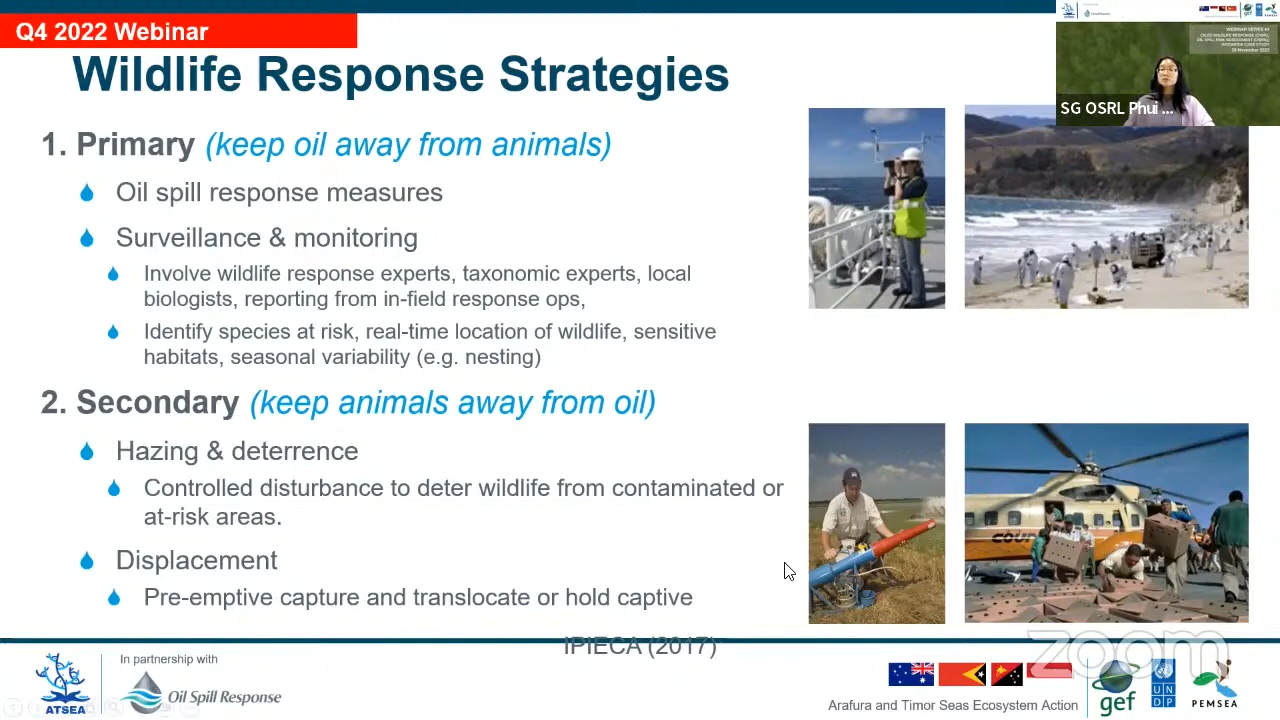 Q4 2022 Webinar
Wildlife Response Strategies
1. Primary (keep oil away from animals)
Oil spill response measures
Surveillance & monitoring
Involve wildlife response experts, taxonomic experts, local
biologists, reporting from in-field response ops,
Identify species at risk, real-time location of wildlife, sensitive
habitats, seasonal variability (e.g. nesting)
2. Secondary (keep animals away from oil)
Hazing & deterrence
Controlled disturbance to deter wildlife from contaminated or
at-risk areas.
Displacement
Pre-emptive capture and translocate or hold captive
IPIECA (2017)
SG OSRL Phui ...
COUR
zoom
ATSEA
In partnership with
Oil Spill Response
Arafura and Timor Seas Ecosystem Action
gef
U N
D P
PEMSEA